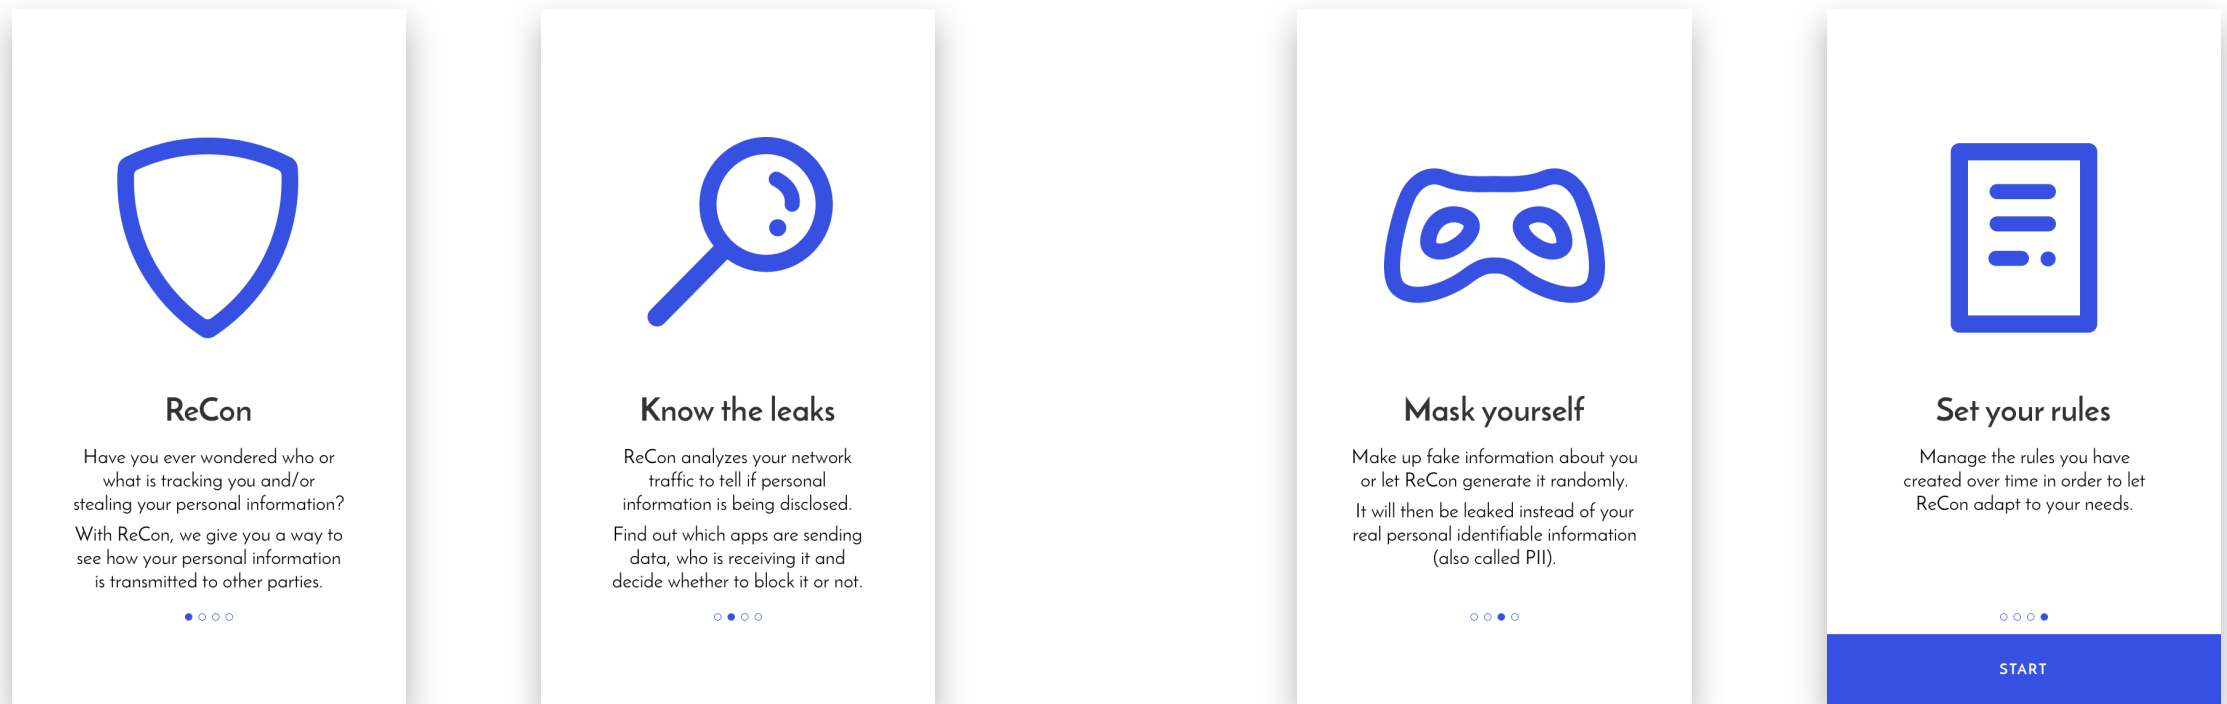 ReCon
Have you ever wondered who or
what is tracking you and/or
stealing your personal information?
With ReCon, we give you a way to
see how your personal information
is transmitted to other parties.
Know the leaks
ReCon analyzes your network
traffic to tell if personal
information is being disclosed.
Find out which apps are sending
data, who is receiving it and
decide whether to block it or not.
Mask yourself
Make up fake information about you
or let ReCon generate it randomly.
It will then be leaked instead of your
real personal identifiable information
(also called PII).
Set your rules
Manage the rules you have
created over time in order to let
ReCon adapt to your needs.
START